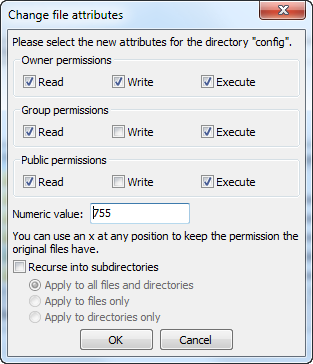 Change file attributes
Please select the new attributes for the directory "config".
Owner permissions
Read Write Execute
Group permissions
Read Write Execute
Public permissions
Read Write Execute
Numeric value: 755
You can use an x at any position to keep the permission the
original files have.
Recurse into subdirectories
Apply to all files and directories
Apply to files only
Apply to directories only
OK Cancel